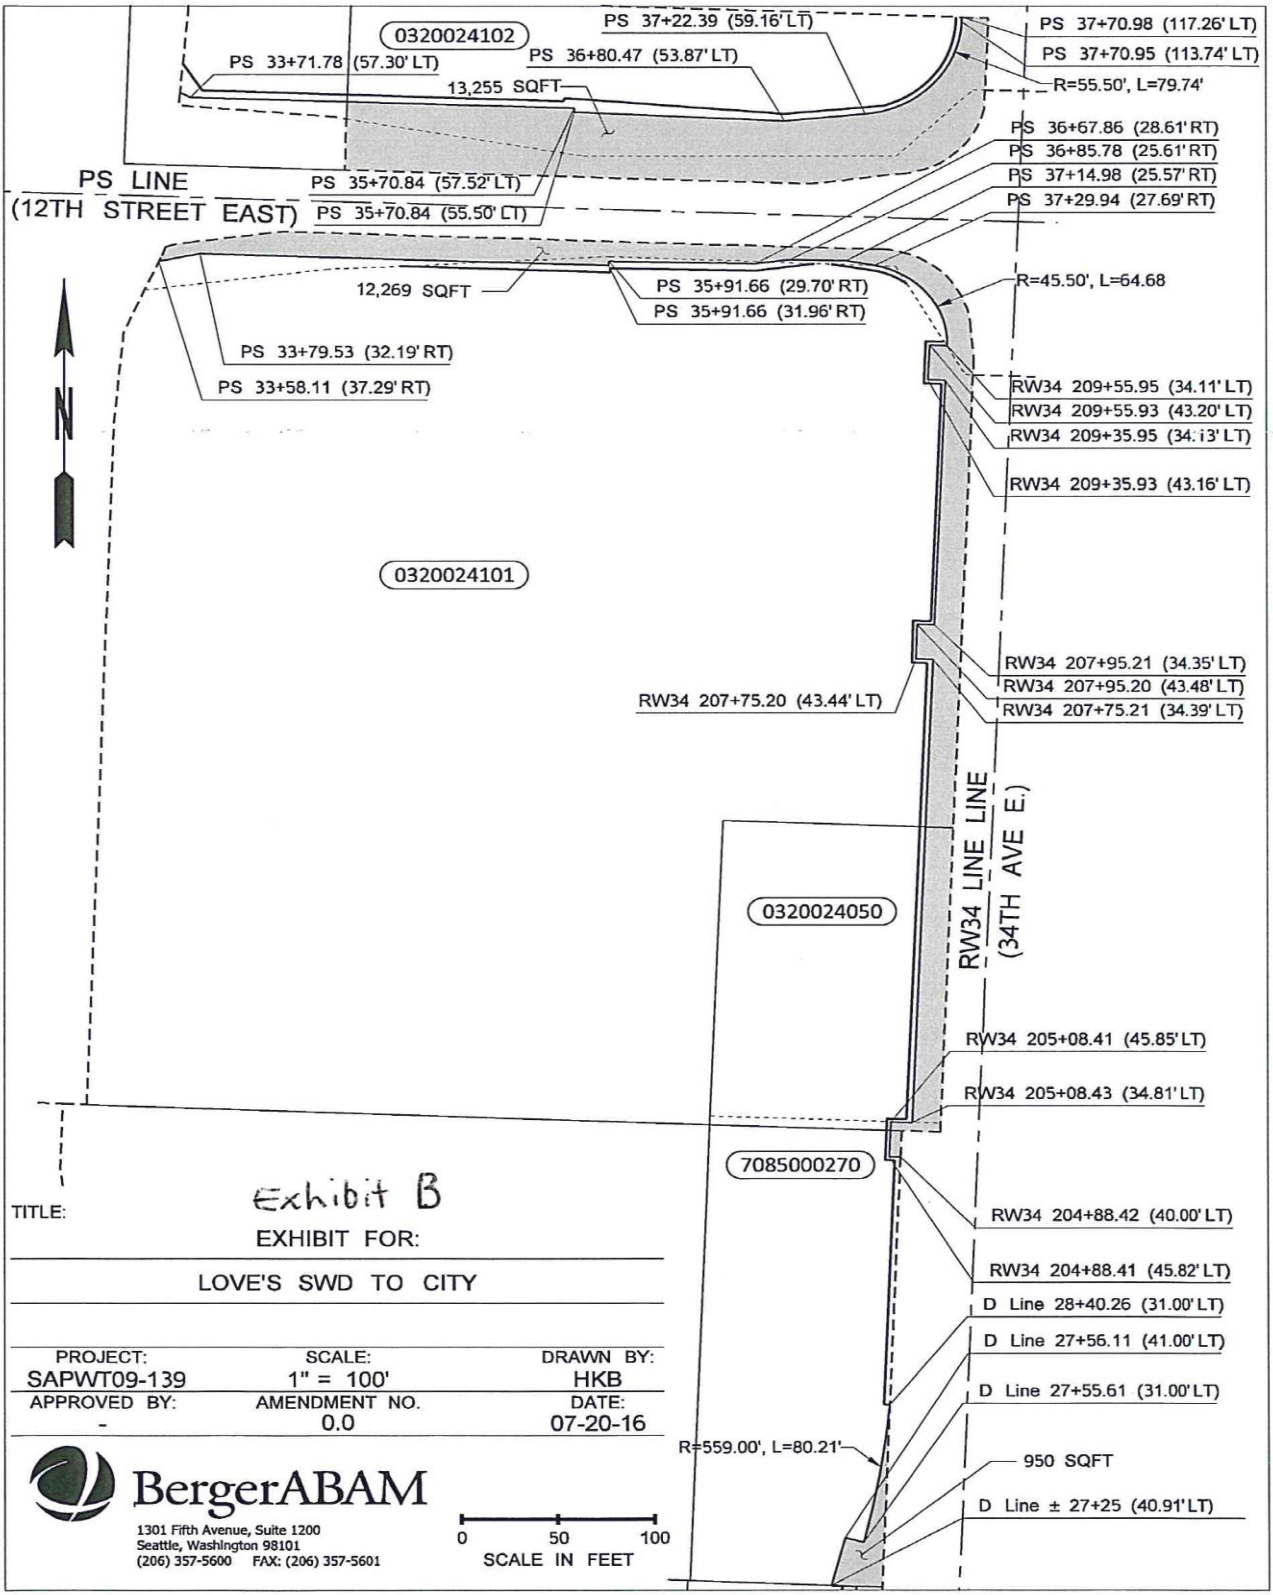 0320024102
PS 37+22.39 (59.16' LT)
PS 37+70.98 (117.26' LT)
PS 33+71.78 (57.30' LT)
PS 36+80.47 (53.87' LT)
PS 37+70.95 (113.74' LT)
13,255 SQFT
R=55.50', L=79.74'
PS 36+67.86 (28.61' RT)
PS 36+85.78 (25.61' RT)
PS 37+14.98 (25.57' RT)
PS 37+29.94 (27.69' RT)
PS LINE
(12TH STREET EAST)
PS 35+70.84 (57.52' LT)
PS 35+70.84 (55.50' LT)
12,269 SQFT
PS 35+91.66 (29.70' RT)
PS 35+91.66 (31.96' RT)
R=45.50', L=64.68
PS 33+79.53 (32.19' RT)
PS 33+58.11 (37.29' RT)
N
RW34 209+55.95 (34.11' LT)
RW34 209+55.93 (43.20' LT)
RW34 209+35.95 (34.13' LT)
RW34 209+35.93 (43.16' LT)
0320024101
RW34 207+95.21 (34.35' LT)
RW34 207+95.20 (43.48' LT)
RW34 207+75.21 (34.39' LT)
RW34 207+75.20 (43.44' LT)
RW34 LINE LINE
(34TH AVE E.)
0320024050
RW34 205+08.41 (45.85' LT)
RW34 205+08.43 (34.81' LT)
7085000270
RW34 204+88.42 (40.00' LT)
RW34 204+88.41 (45.82' LT)
D Line 28+40.26 (31.00' LT)
D Line 27+56.11 (41.00' LT)
D Line 27+55.61 (31.00' LT)
R=559.00', L=80.21'
950 SQFT
D Line ± 27+25 (40.91' LT)
TITLE:
Exhibit B
EXHIBIT FOR:
LOVE'S SWD TO CITY
PROJECT: SCALE: DRAWN BY:
SAPWT09-139 1" = 100' HKB
APPROVED BY: AMENDMENT NO. DATE:
- 0.0 07-20-16
BergerABAM
1301 Fifth Avenue, Suite 1200
Seattle, Washington 98101
(206) 357-5600 FAX: (206) 357-5601
0 50 100
SCALE IN FEET